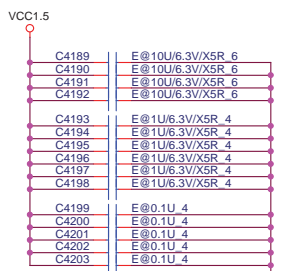 VCC1.5
C4189 E@10U/6.3V/X5R_6
C4190 E@10U/6.3V/X5R_6
C4191 E@10U/6.3V/X5R_6
C4192 E@10U/6.3V/X5R_6
C4193 E@1U/6.3V/X5R_4
C4194 E@1U/6.3V/X5R_4
C4195 E@1U/6.3V/X5R_4
C4196 E@1U/6.3V/X5R_4
C4197 E@1U/6.3V/X5R_4
C4198 E@1U/6.3V/X5R_4
C4199 E@0.1U_4
C4200 E@0.1U_4
C4201 E@0.1U_4
C4202 E@0.1U_4
C4203 E@0.1U_4